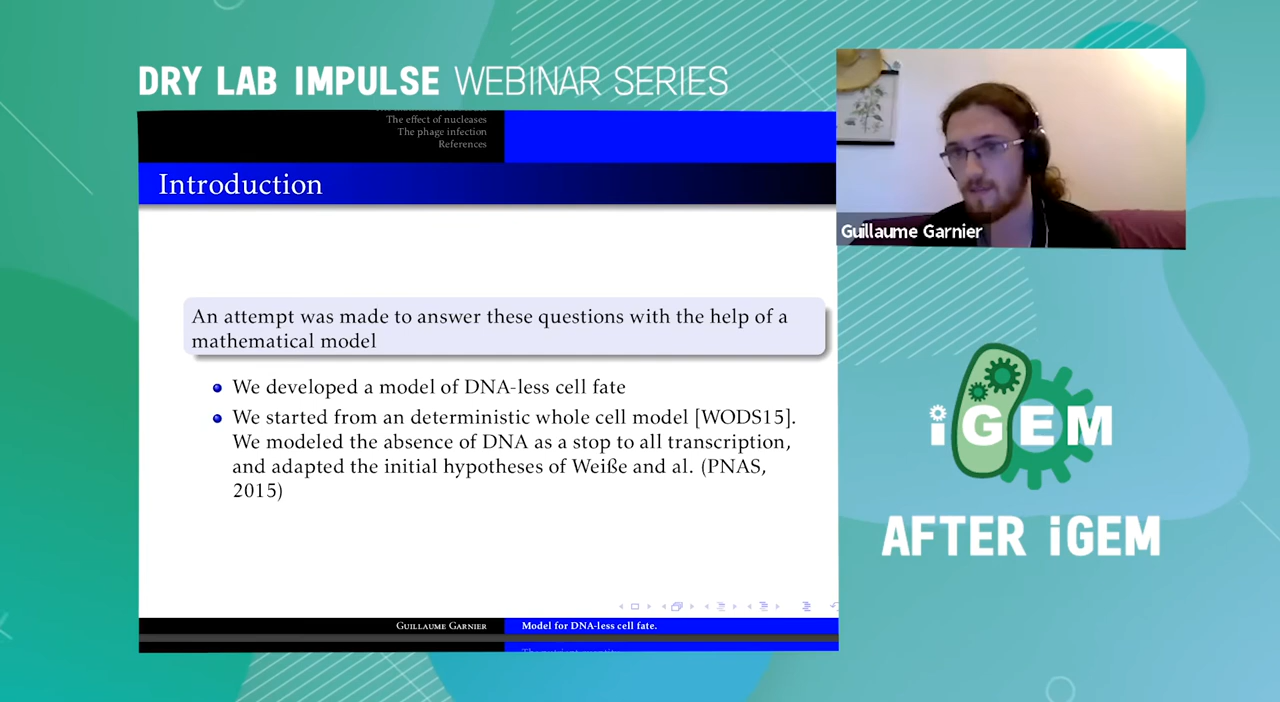 DRY LAB IMPULSE WEBINAR SERIES
The effect of nucleases
The phage infection
References
Introduction
Guillaume Garnier
An attempt was made to answer these questions with the help of a
mathematical model
We developed a model of DNA-less cell fate
We started from an deterministic whole cell model [WODS15].
We modeled the absence of DNA as a stop to all transcription,
and adapted the initial hypotheses of Weiße and al. (PNAS,
2015)
iGEM
AFTER iGEM
GUILLAUME GARNIER
Model for DNA-less cell fate.